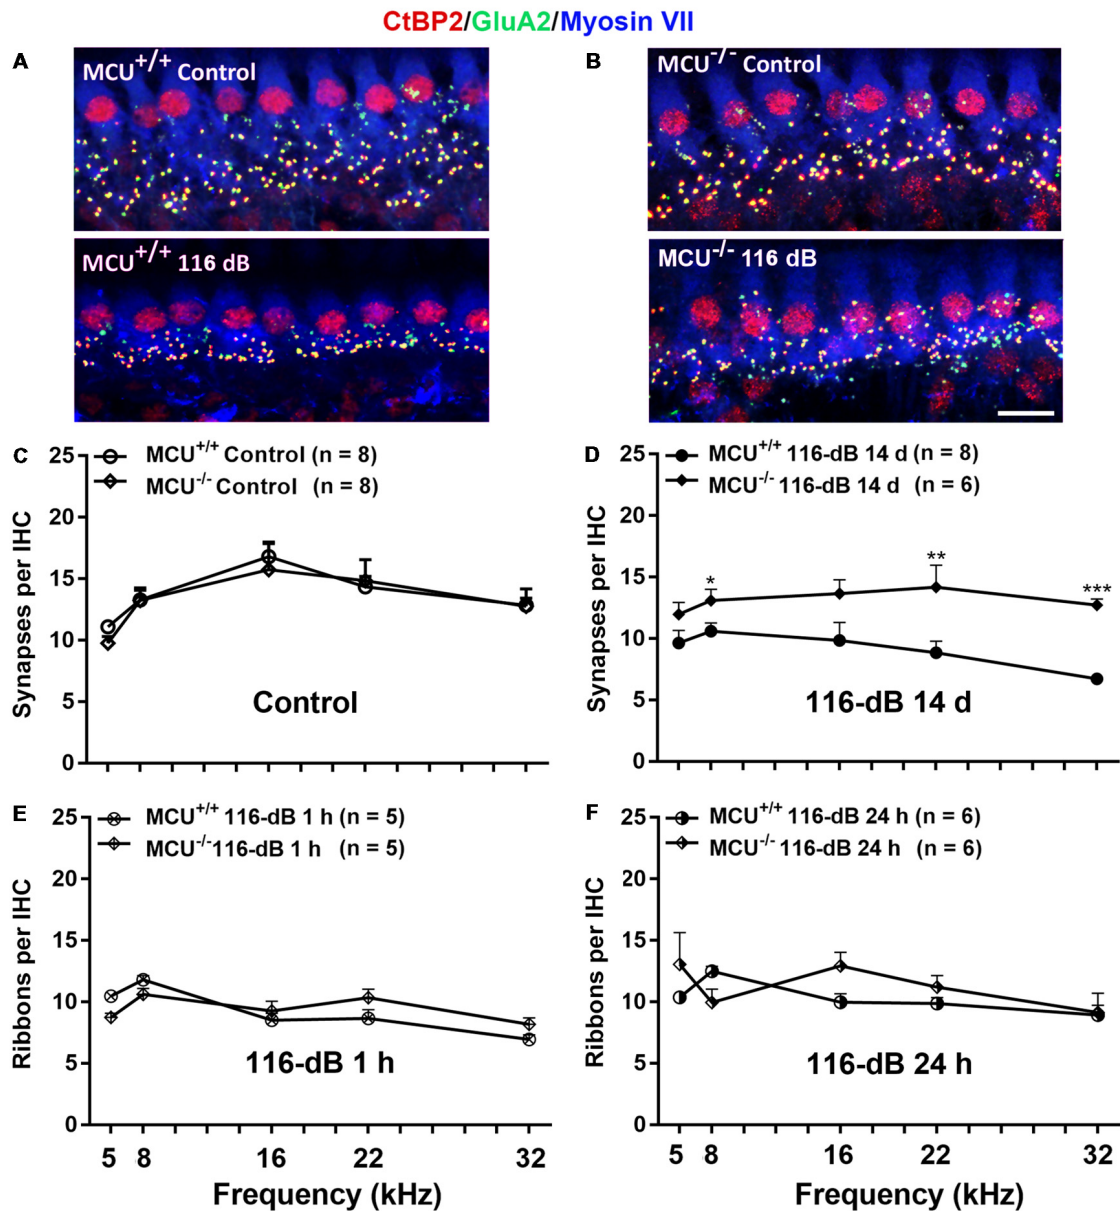 CtBP2/GluA2/Myosin VII
A
MCU+/+ Control
B
MCU-/- Control
MCU+/+ 116 dB
MCU-/- 116 dB
C
MCU+/+ Control (n = 8)
MCU-/- Control (n = 8)
25
20
15
10
5
0
Synapses per IHC
Control
D
MCU+/+ 116-dB 14 d (n = 8)
MCU-/- 116-dB 14 d (n = 6)
25
20
15
10
5
0
Synapses per IHC
*
**
***
116-dB 14 d
E
MCU+/+ 116-dB 1 h (n = 5)
MCU-/- 116-dB 1 h (n = 5)
25
20
15
10
5
0
Ribbons per IHC
116-dB 1 h
5 8 16 22 32
Frequency (kHz)
F
MCU+/+ 116-dB 24 h (n = 6)
MCU-/- 116-dB 24 h (n = 6)
25
20
15
10
5
0
Ribbons per IHC
116-dB 24 h
5 8 16 22 32
Frequency (kHz)